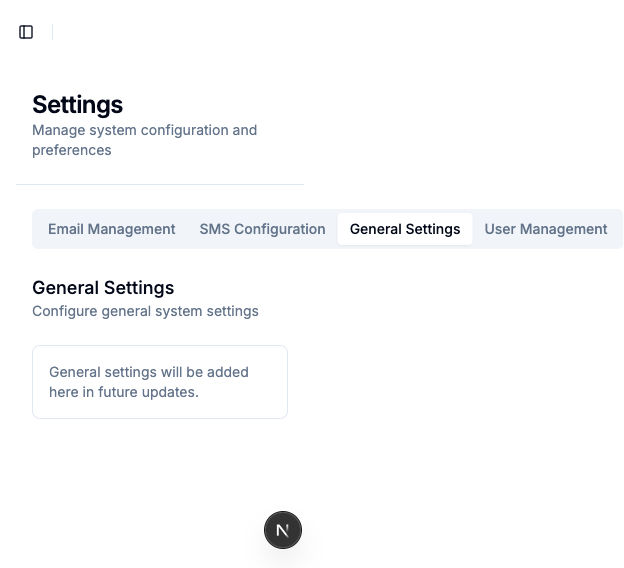 Settings
Manage system configuration and
preferences
Email Management SMS Configuration General Settings User Management
General Settings
Configure general system settings
General settings will be added
here in future updates.
N